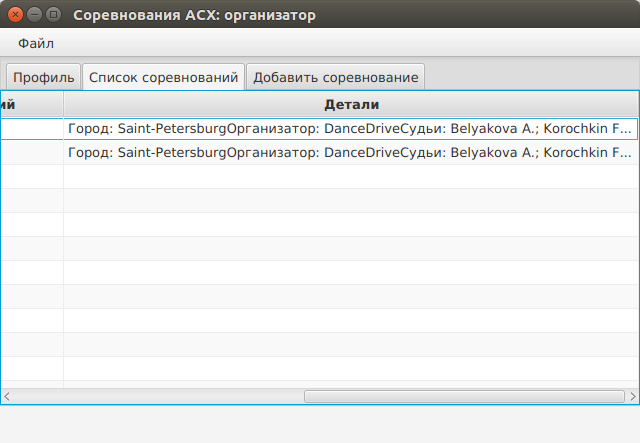 Соревнования АСХ: организатор
Файл
Профиль Список соревнований Добавить соревнование
ий Детали
Город: Saint-PetersburgОрганизатор: DanceDriveСудьи: Belyakova A.; Korochkin F...
Город: Saint-PetersburgОрганизатор: DanceDriveСудьи: Belyakova A.; Korochkin F...